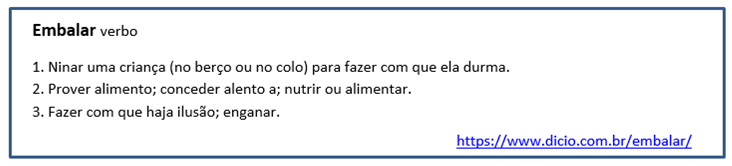 Embalar verbo
1. Ninar uma criança (no berço ou no colo) para fazer com que ela durma.
2. Prover alimento; conceder alento a; nutrir ou alimentar.
3. Fazer com que haja ilusão; enganar.
https://www.dicio.com.br/embalar/